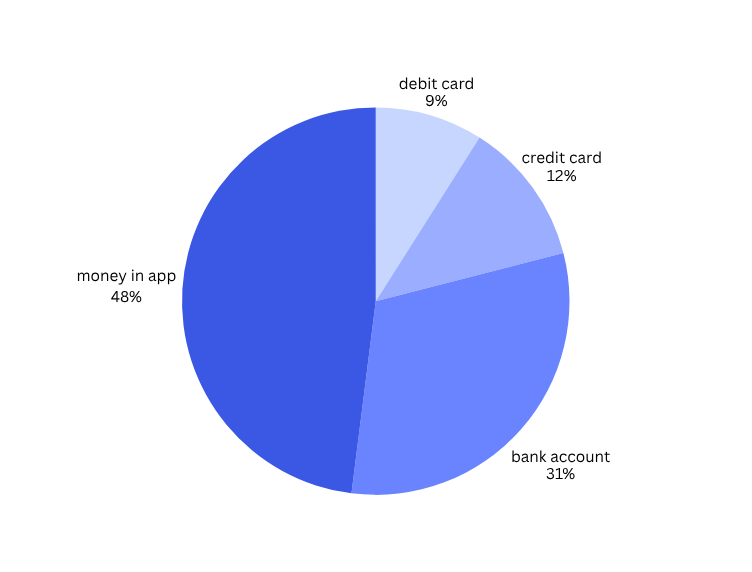 debit card
9%
credit card
12%
money in app
48%
bank account
31%